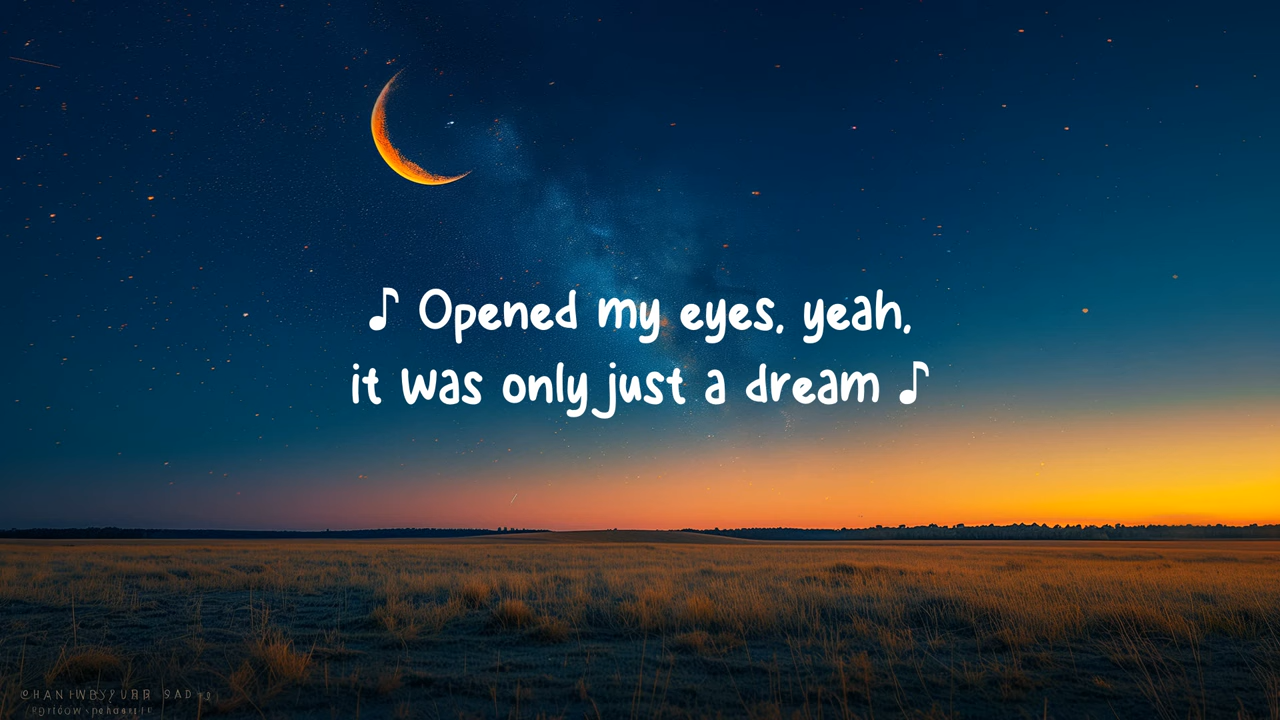 ♪ Opened my eyes, yeah,
it was only just a dream ♪